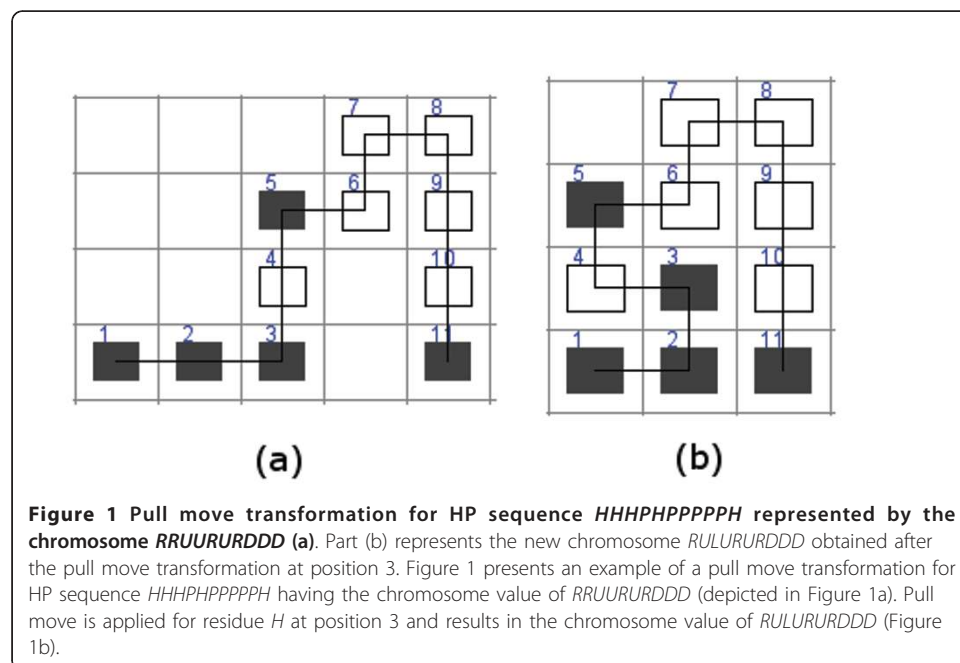 7 8
5 6 9
4 10
1 2 3 11
(a)
7 8
5 6 9
4 3 10
1 2 11
(b)
Figure 1 Pull move transformation for HP sequence HHHPHPPPPPH represented by the
chromosome RRUURURDDD (a). Part (b) represents the new chromosome RULURURDDD obtained after
the pull move transformation at position 3. Figure 1 presents an example of a pull move transformation for
HP sequence HHHPHPPPPPH having the chromosome value of RRUURURDDD (depicted in Figure 1a). Pull
move is applied for residue H at position 3 and results in the chromosome value of RULURURDDD (Figure
1b).